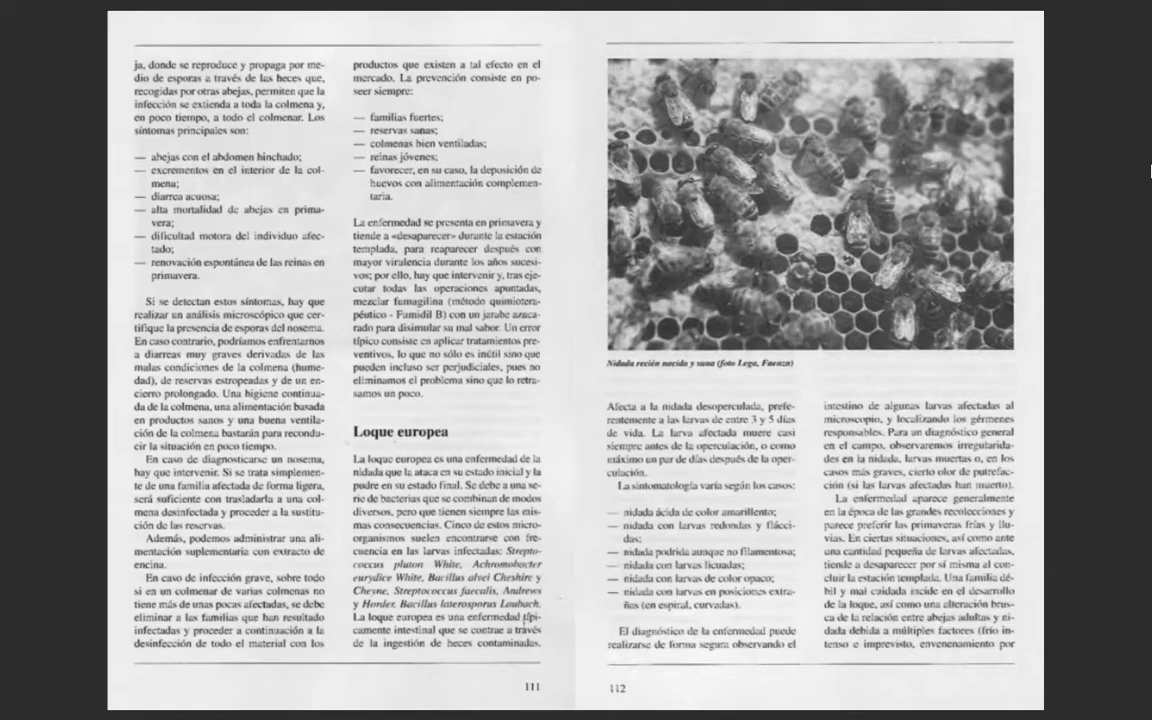 ja, donde se reproduce y propaga por me-
dio de esporas a través de las heces que,
recogidas por otras abejas, permiten que la
infección se extienda a toda la colmena y,
en poco tiempo, a todo el colmenar. Los
síntomas principales son:
— abejas con el abdomen hinchado;
— excrementos en el interior de la col-
mena;
— diarrea acuosa;
— alta mortalidad de abejas en prima-
vera;
— dificultad motora del individuo afec-
tado;
— renovación espontánea de las reinas en
primavera.
Si se detectan estos síntomas, hay que
realizar un análisis microscópico que cer-
tifique la presencia de esporas del nosema.
En caso contrario, podríamos enfrentarnos
a diarreas muy graves derivadas de las
malas condiciones de la colmena (hume-
dad), de reservas estropeadas y de un en-
cierro prolongado. Una higiene continua-
da de la colmena, una alimentación basada
en productos sanos y una buena ventila-
ción de la colmena bastarán para recondu-
cir la situación en poco tiempo.
En caso de diagnosticarse un nosema,
hay que intervenir. Si se trata simplemen-
te de una familia afectada de forma ligera,
será suficiente con trasladarla a una col-
mena desinfectada y proceder a la sustitu-
ción de las reservas.
Además, podemos administrar una ali-
mentación suplementaria con extracto de
encina.
En caso de infección grave, sobre todo
si en un colmenar de varias colmenas no
tiene más de unas pocas afectadas, se debe
eliminar a las familias que han resultado
infectadas y proceder a continuación a la
desinfección de todo el material con los
productos que existen a tal efecto en el
mercado. La prevención consiste en po-
seer siempre:
— familias fuertes;
— reservas sanas;
— colmenas bien ventiladas;
— reinas jóvenes;
— favorecer, en su caso, la deposición de
huevos con alimentación complemen-
taria.
La enfermedad se presenta en primavera y
tiende a «desaparecer» durante la estación
templada, para reaparecer después con
mayor virulencia durante los años sucesi-
vos; por ello, hay que intervenir y, tras eje-
cutar todas las operaciones apuntadas,
mezclar fumagilina (método quimiotera-
péutico - Fumidil B) con un jarabe azuca-
rado para disimular su mal sabor. Un error
típico consiste en aplicar tratamientos pre-
ventivos, lo que no sólo es inútil sino que
pueden incluso ser perjudiciales, pues no
eliminamos el problema sino que lo retra-
samos un poco.
Loque europea
La loque europea es una enfermedad de la
nidada que la ataca en su estado inicial y la
pudre en su estado final. Se debe a una se-
rie de bacterias que se combinan de modos
diversos, pero que tienen siempre las mis-
mas consecuencias. Cinco de estos micro-
organismos suelen encontrarse con fre-
cuencia en las larvas infectadas: Strepto-
coccus pluton White, Achromobacter
eurydice White, Bacillus alvei Cheshire y
Cheyne, Streptococcus faecalis, Andrews
y Horder, Bacillus laterosporus Laubach.
La loque europea es una enfermedad típi-
camente intestinal que se contrae a través
de la ingestión de heces contaminadas.
111
Nidada recién nacida y sana (foto Lega, Faenza)
Afecta a la nidada desoperculada, prefe-
rentemente a las larvas de entre 3 y 5 días
de vida. La larva afectada muere casi
siempre antes de la operculación, o como
máximo un par de días después de la oper-
culación.
La sintomatología varía según los casos:
— nidada ácida de color amarillento;
— nidada con larvas redondas y flácci-
das;
— nidada podrida aunque no filamentosa;
— nidada con larvas licuadas;
— nidada con larvas de color opaco;
— nidada con larvas en posiciones extra-
ñas (en espiral, curvadas).
El diagnóstico de la enfermedad puede
realizarse de forma segura observando el
intestino de algunas larvas afectadas al
microscopio, y localizando los gérmenes
responsables. Para un diagnóstico general
en el campo, observaremos irregularida-
des en la nidada, larvas muertas o, en los
casos más graves, cierto olor de putrefac-
ción (si las larvas afectadas han muerto).
La enfermedad aparece generalmente
en la época de las grandes recolecciones y
parece preferir las primaveras frías y llu-
vias. En ciertas situaciones, así como ante
una cantidad pequeña de larvas afectadas,
tiende a desaparecer por sí misma al con-
cluir la estación templada. Una familia dé-
bil y mal cuidada incide en el desarrollo
de la loque, así como una alteración brus-
ca de la relación entre abejas adultas y ni-
dada debida a múltiples factores (frío in-
tenso e imprevisto, envenenamiento por
112